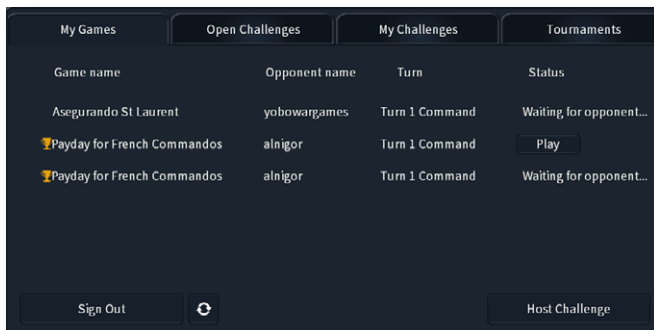 My Games Open Challenges My Challenges Tournaments
Game name Opponent name Turn Status
Asegurando St Laurent yobowargames Turn 1 Command Waiting for opponent...
Payday for French Commandos alnigor Turn 1 Command Play
Payday for French Commandos alnigor Turn 1 Command Waiting for opponent...
Sign Out Host Challenge